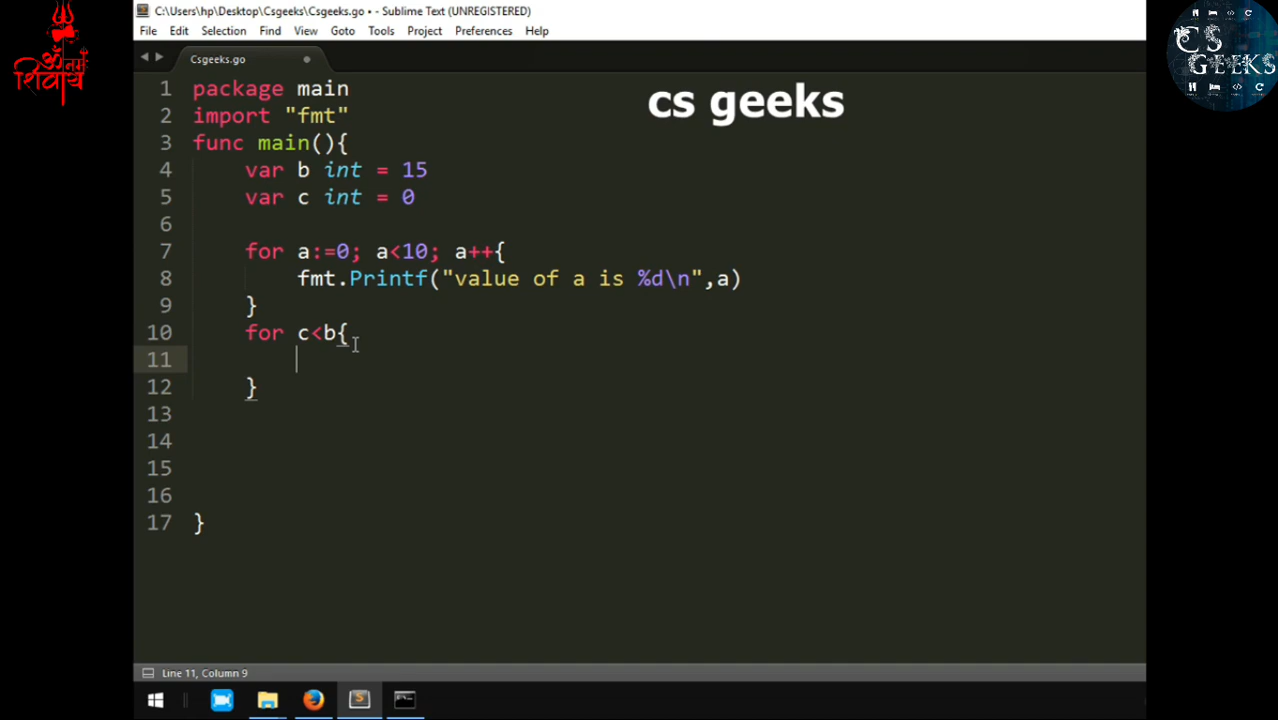 C:\Users\hp\Desktop\Csgeeks\Csgeeks.go • - Sublime Text (UNREGISTERED)
File Edit Selection Find View Goto Tools Project Preferences Help
Csgeeks.go
ॐ नमः
शिवाय
CS
GEEKS
cs geeks
1 package main
2 import "fmt"
3 func main(){
4 var b int = 15
5 var c int = 0
6
7 for a:=0; a<10; a++{
8 fmt.Printf("value of a is %d\n",a)
9 }
10 for c<b{
11
12 }
13
14
15
16
17 }
Line 11, Column 9